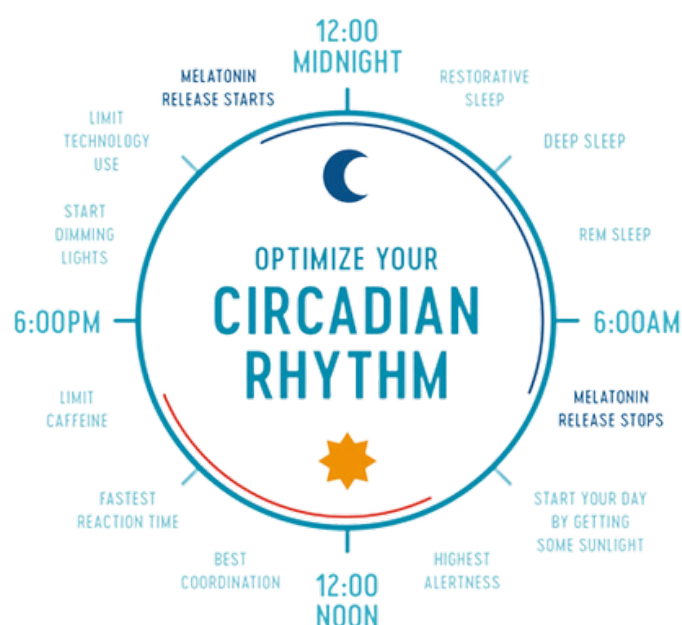 12:00
MIDNIGHT
RESTORATIVE
SLEEP
DEEP SLEEP
REM SLEEP
6:00AM
MELATONIN
RELEASE STOPS
START YOUR DAY
BY GETTING
SOME SUNLIGHT
HIGHEST
ALERTNESS
12:00
NOON
BEST
COORDINATION
FASTEST
REACTION TIME
LIMIT
CAFFEINE
6:00PM
START
DIMMING
LIGHTS
LIMIT
TECHNOLOGY
USE
MELATONIN
RELEASE STARTS
OPTIMIZE YOUR
CIRCADIAN
RHYTHM